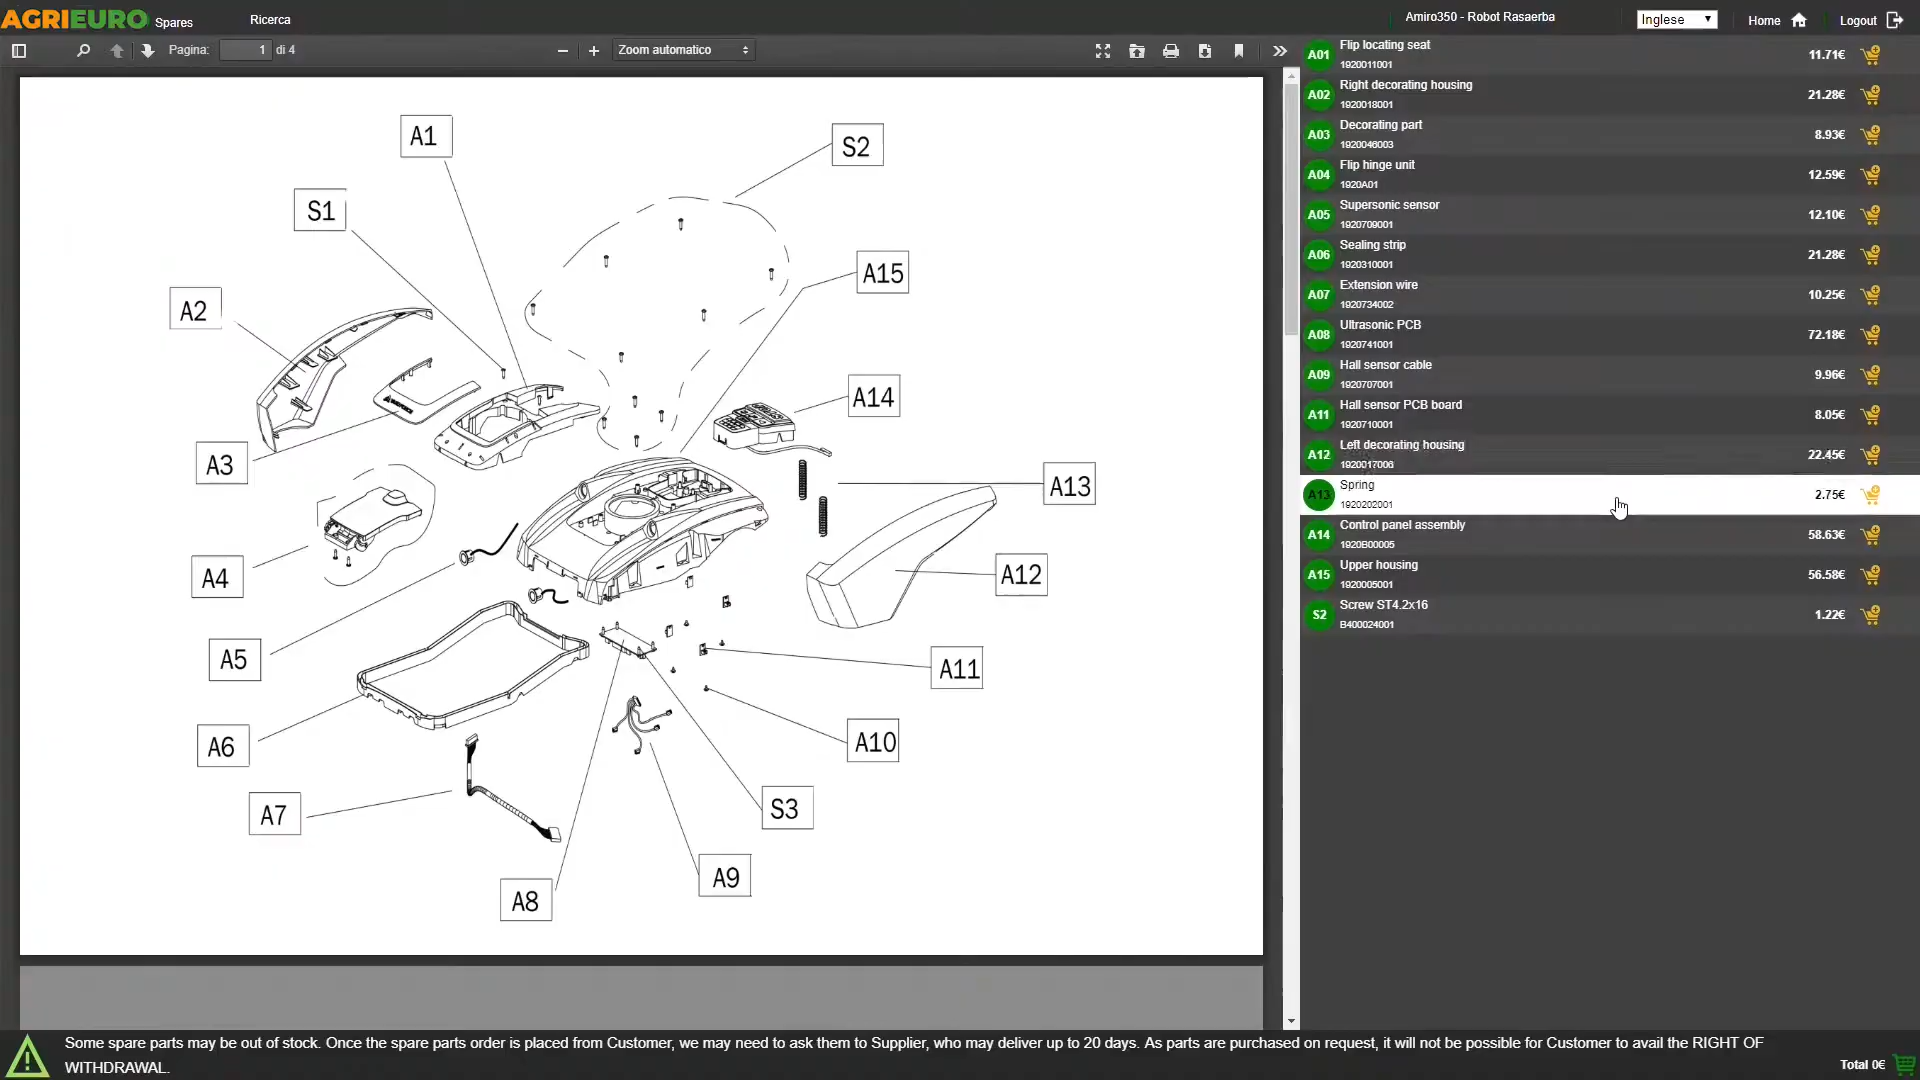 AGRIEURO Spares
Ricerca
Amiro350 - Robot Rasaerba
Inglese
Home
Logout
Pagina: 1 di 4
Zoom automatico
A1
S2
S1
A15
A2
A14
A3
A13
A4
A12
A5
A11
A6
A10
A7
S3
A9
A8
A01 Flip locating seat 11.71€
1920011001
A02 Right decorating housing 21.28€
1920018001
A03 Decorating part 8.93€
1920046003
A04 Flip hinge unit 12.59€
1920A01
A05 Supersonic sensor 12.10€
1920709001
A06 Sealing strip 21.28€
1920310001
A07 Extension wire 10.25€
1920734002
A08 Ultrasonic PCB 72.18€
1920741001
A09 Hall sensor cable 9.96€
1920707001
A11 Hall sensor PCB board 8.05€
1920710001
A12 Left decorating housing 22.45€
1920017006
A13 Spring 2.75€
1920202001
A14 Control panel assembly 58.63€
1920B00005
A15 Upper housing 56.58€
1920005001
S2 Screw ST4.2x16 1.22€
B400024001
Some spare parts may be out of stock. Once the spare parts order is placed from Customer, we may need to ask them to Supplier, who may deliver up to 20 days. As parts are purchased on request, it will not be possible for Customer to avail the RIGHT OF
WITHDRAWAL.
Total 0€